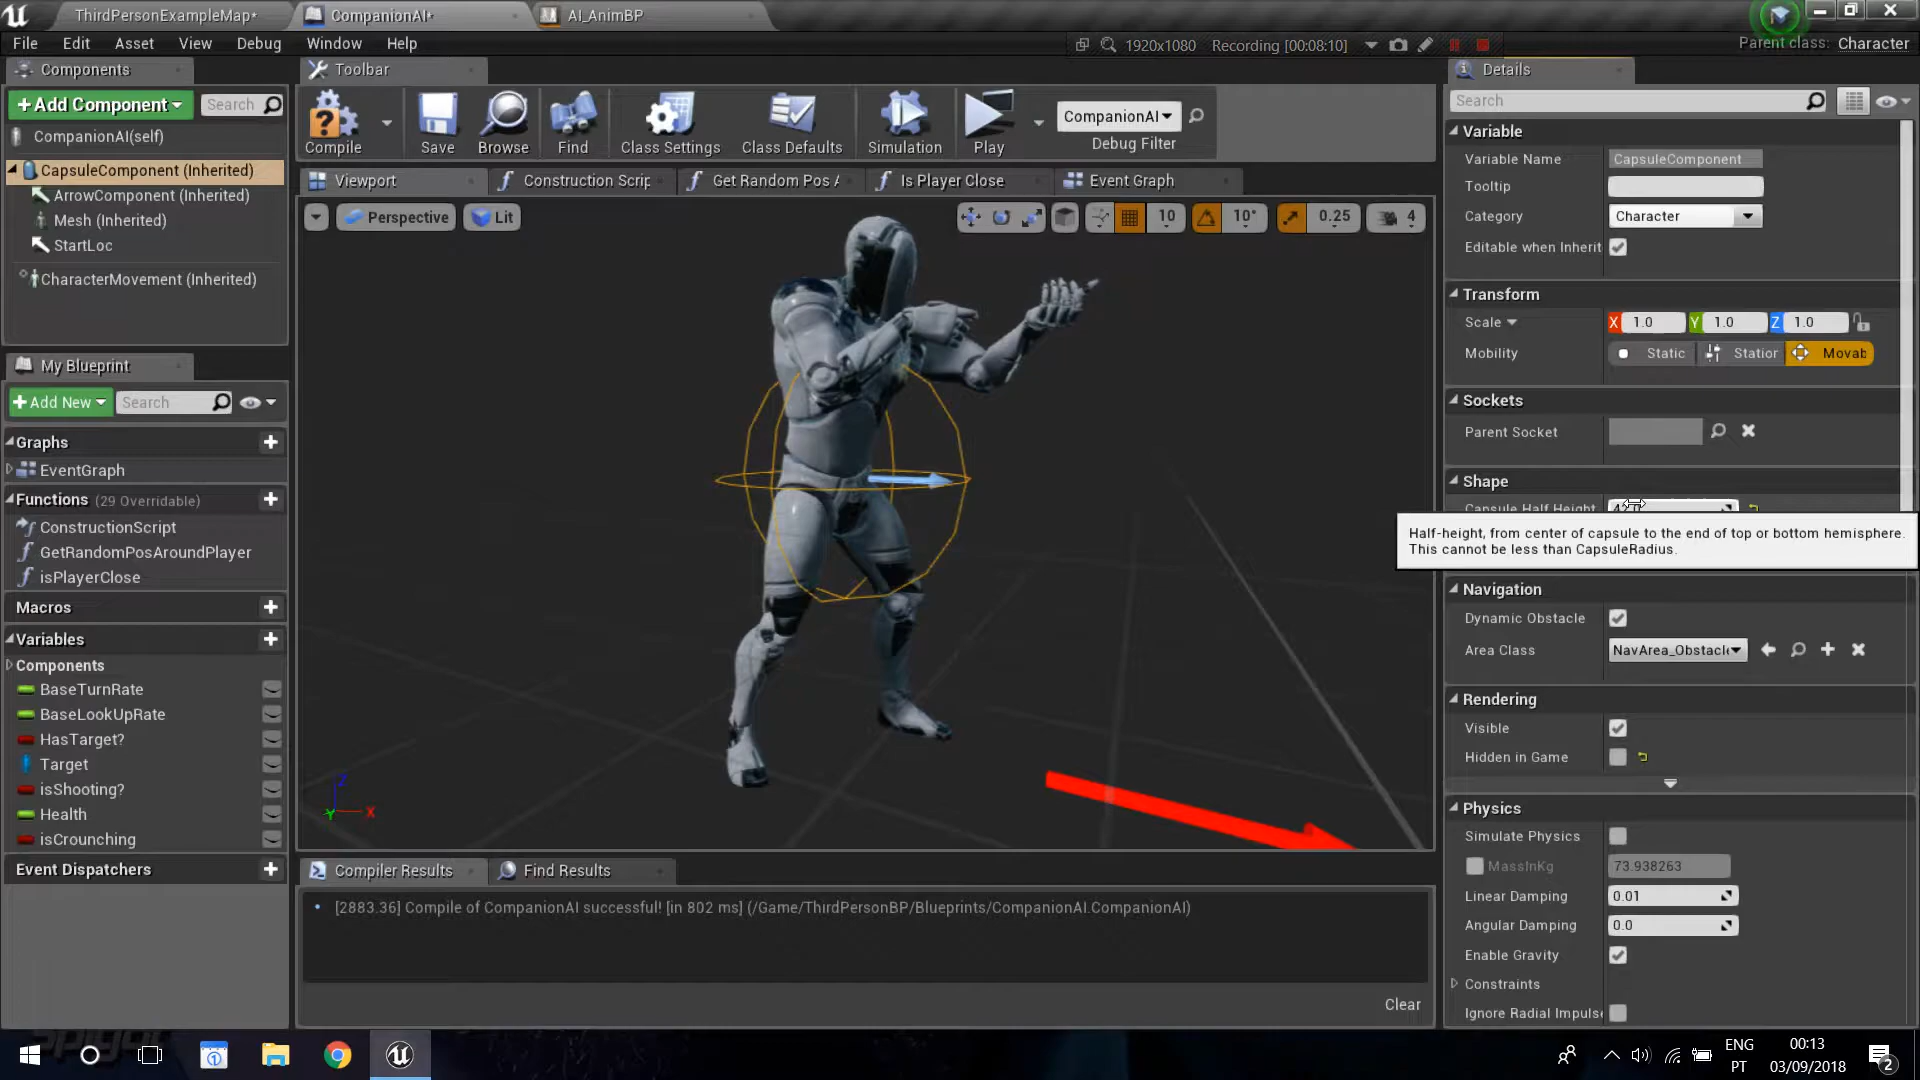 ThirdPersonExampleMap*
CompanionAI*
AI_AnimBP
File Edit Asset View Debug Window Help
1920x1080 Recording [00:08:10]
Parent class: Character
Components
Toolbar
Details
+Add Component
Search
CompanionAI(self)
CapsuleComponent (Inherited)
ArrowComponent (Inherited)
Mesh (Inherited)
StartLoc
CharacterMovement (Inherited)
Compile
Save
Browse
Find
Class Settings
Class Defaults
Simulation
Play
CompanionAI
Debug Filter
Viewport
Construction Scrip
Get Random Pos A
Is Player Close
Event Graph
Perspective
Lit
10
10°
0.25
4
My Blueprint
+Add New
Search
Graphs
EventGraph
Functions (29 Overridable)
ConstructionScript
GetRandomPosAroundPlayer
isPlayerClose
Macros
Variables
Components
BaseTurnRate
BaseLookUpRate
HasTarget?
Target
isShooting?
Health
isCrounching
Event Dispatchers
Z
X
Y
Compiler Results
Find Results
[2883.36] Compile of CompanionAI successful! [in 802 ms] (/Game/ThirdPersonBP/Blueprints/CompanionAI.CompanionAI)
Clear
Search
Variable
Variable Name CapsuleComponent
Tooltip
Category Character
Editable when Inherit
Transform
Scale X 1.0 Y 1.0 Z 1.0
Mobility Static Station Movab
Sockets
Parent Socket
Shape
Capsule Half Height
Half-height, from center of capsule to the end of top or bottom hemisphere.
This cannot be less than CapsuleRadius.
Navigation
Dynamic Obstacle
Area Class NavArea_Obstacle
Rendering
Visible
Hidden in Game
Physics
Simulate Physics
MassInKg 73.938263
Linear Damping 0.01
Angular Damping 0.0
Enable Gravity
Constraints
Ignore Radial Impulse
ENG
PT
00:13
03/09/2018
2